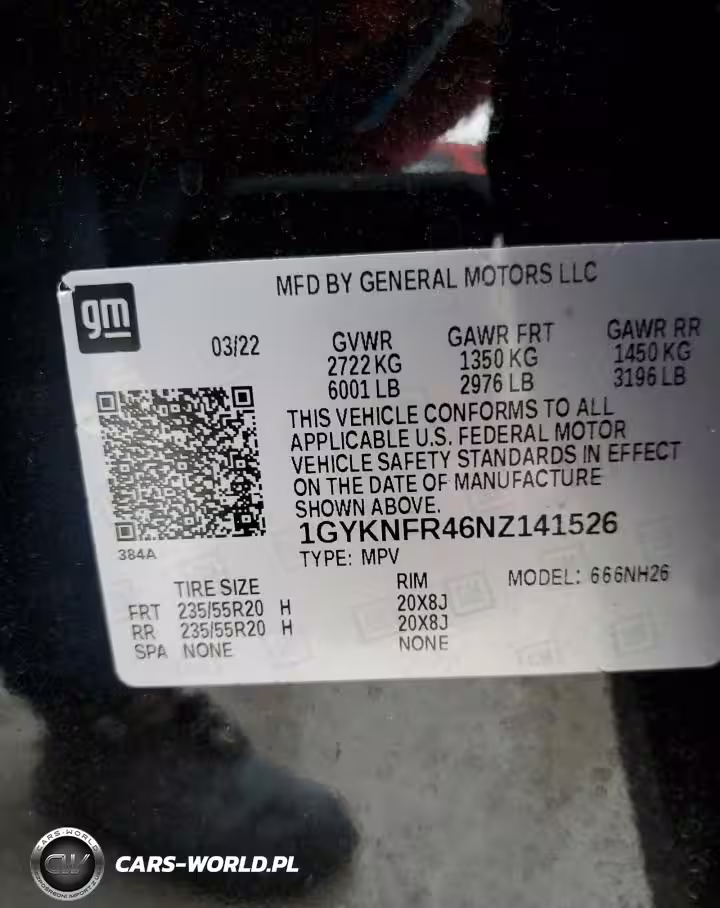 MFD BY GENERAL MOTORS LLC
gm
03/22 GVWR GAWR FRT GAWR RR
2722 KG 1350 KG 1450 KG
6001 LB 2976 LB 3196 LB
THIS VEHICLE CONFORMS TO ALL
APPLICABLE U.S. FEDERAL MOTOR
VEHICLE SAFETY STANDARDS IN EFFECT
ON THE DATE OF MANUFACTURE
SHOWN ABOVE.
1GYKNFR46NZ141526
384A
TYPE: MPV
TIRE SIZE RIM MODEL: 666NH26
FRT 235/55R20 H 20X8J
RR 235/55R20 H 20X8J
SPA NONE NONE
CARS-WORLD
CW
CARS-WORLD.PL